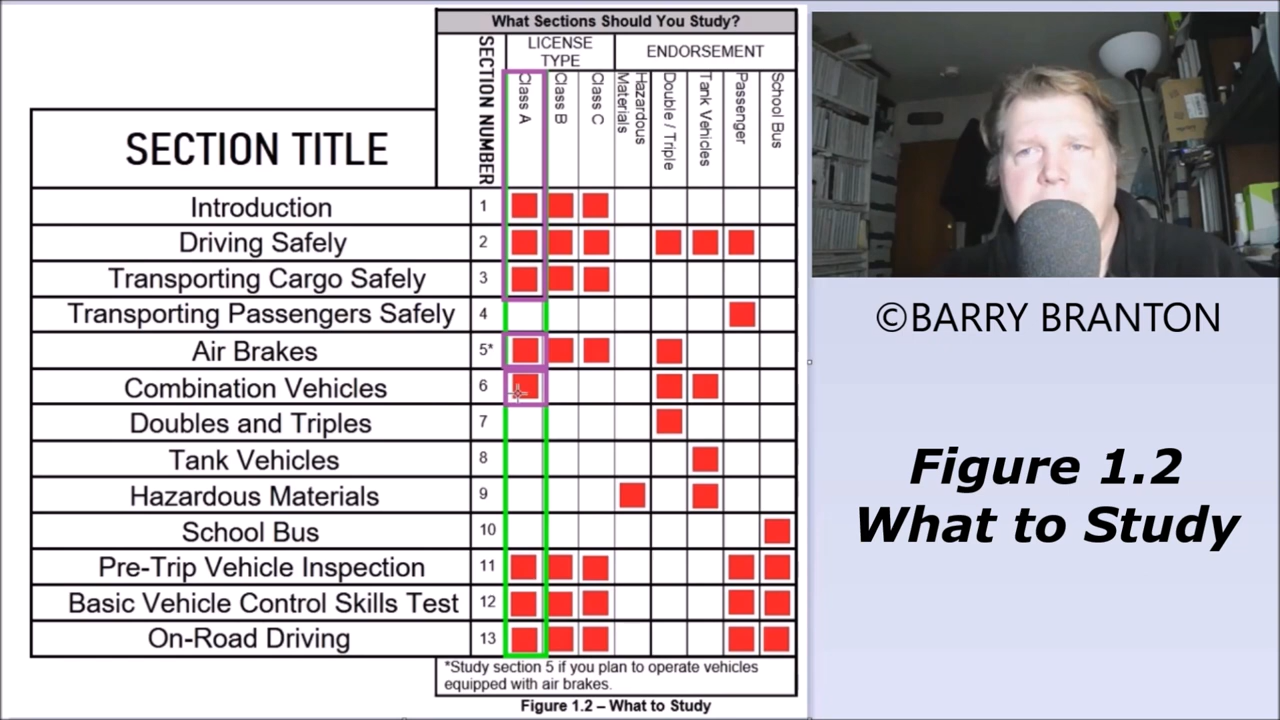 What Sections Should You Study?
SECTION NUMBER
LICENSE
TYPE
ENDORSEMENT
Class A
Class B
Class C
Hazardous
Materials
Double / Triple
Tank Vehicles
Passenger
School Bus
SECTION TITLE
Introduction 1
Driving Safely 2
Transporting Cargo Safely 3
Transporting Passengers Safely 4
Air Brakes 5*
Combination Vehicles 6
Doubles and Triples 7
Tank Vehicles 8
Hazardous Materials 9
School Bus 10
Pre-Trip Vehicle Inspection 11
Basic Vehicle Control Skills Test 12
On-Road Driving 13
*Study section 5 if you plan to operate vehicles
equipped with air brakes.
Figure 1.2 – What to Study
©BARRY BRANTON
Figure 1.2
What to Study